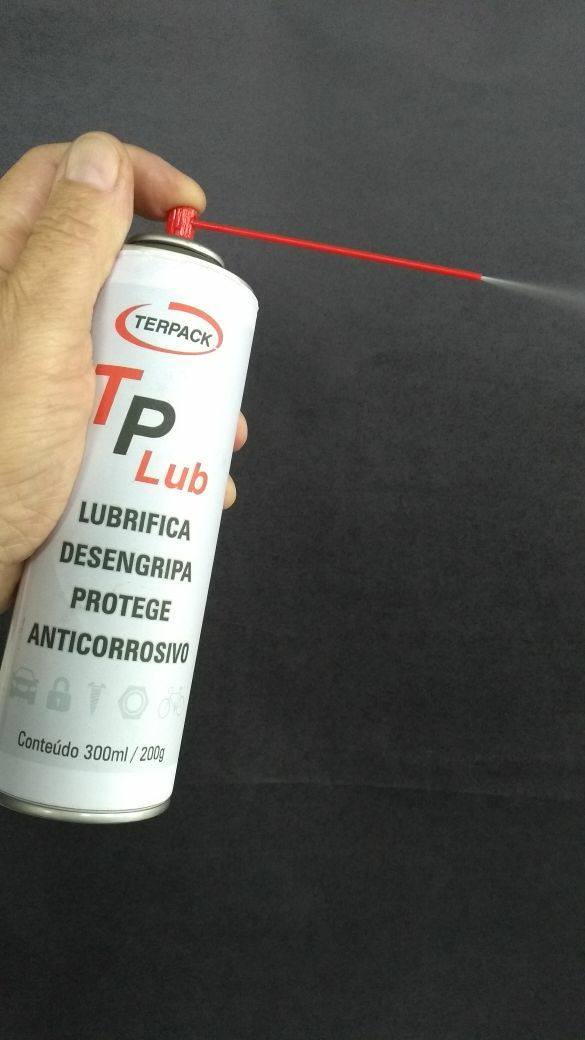 TERPACK
TP
Lub
LUBRIFICA
DESENGRIPA
PROTEGE
ANTICORROSIVO
Conteúdo 300ml / 200g